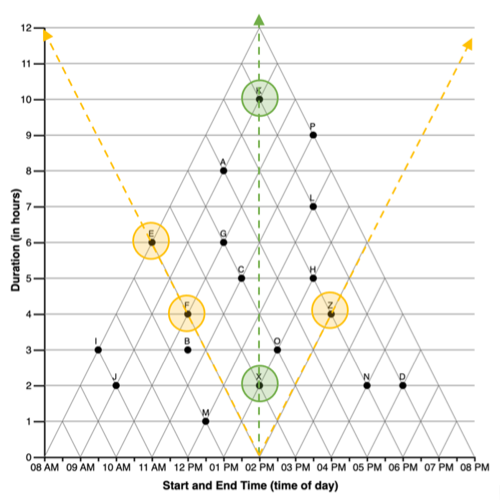 12
11
K
10
P
9
A
8
L
7
E
G
6
C
H
5
F
Z
4
I
B
O
3
J
X
N
D
2
M
1
0
08 AM 09 AM 10 AM 11 AM 12 PM 01 PM 02 PM 03 PM 04 PM 05 PM 06 PM 07 PM 08 PM
Start and End Time (time of day)
Duration (in hours)